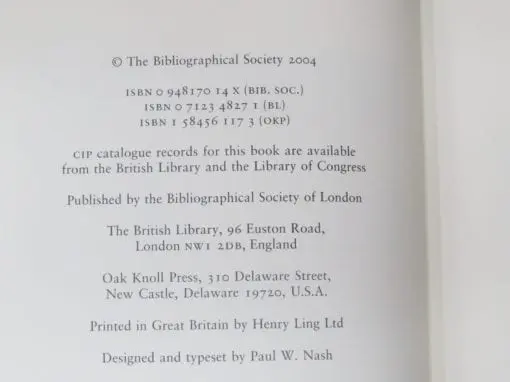 © The Bibliographical Society 2004
ISBN 0 948170 14 X (BIB. SOC.)
ISBN 0 7123 4827 1 (BL)
ISBN 1 58456 117 3 (OKP)
CIP catalogue records for this book are available
from the British Library and the Library of Congress
Published by the Bibliographical Society of London
The British Library, 96 Euston Road,
London NW1 2DB, England
Oak Knoll Press, 310 Delaware Street,
New Castle, Delaware 19720, U.S.A.
Printed in Great Britain by Henry Ling Ltd
Designed and typeset by Paul W. Nash